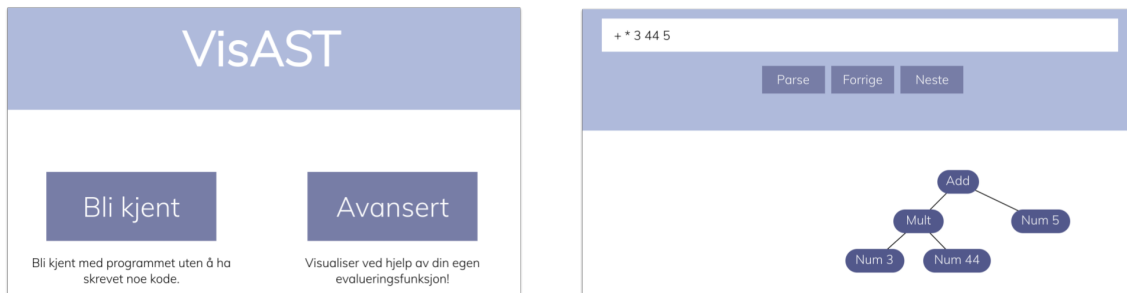 VisAST
Bli kjent
Avansert
Bli kjent med programmet uten å ha
skrevet noe kode.
Visualiser ved hjelp av din egen
evalueringsfunksjon!
+ * 3 44 5
Parse
Forrige
Neste
Add
Mult
Num 5
Num 3
Num 44